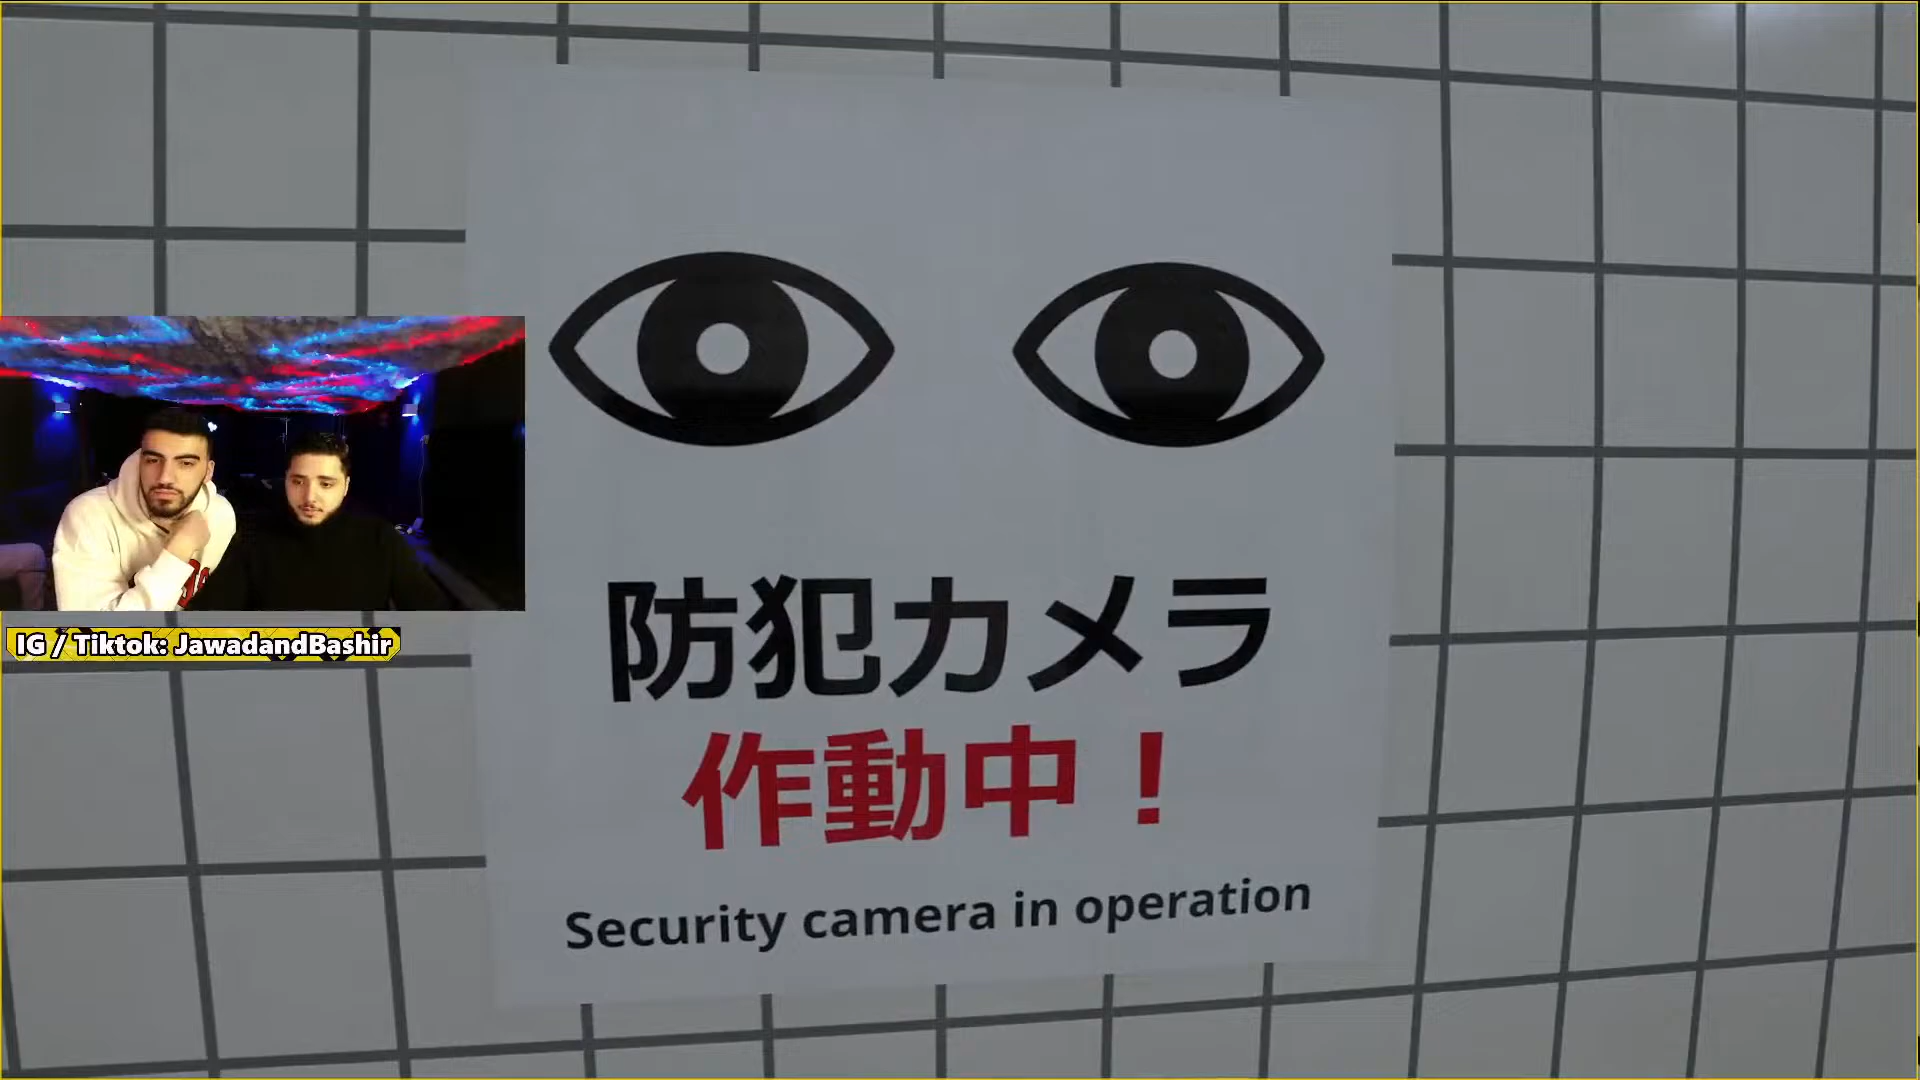 防犯カメラ
作動中!
Security camera in operation
IG / Tiktok: JawadandBashir